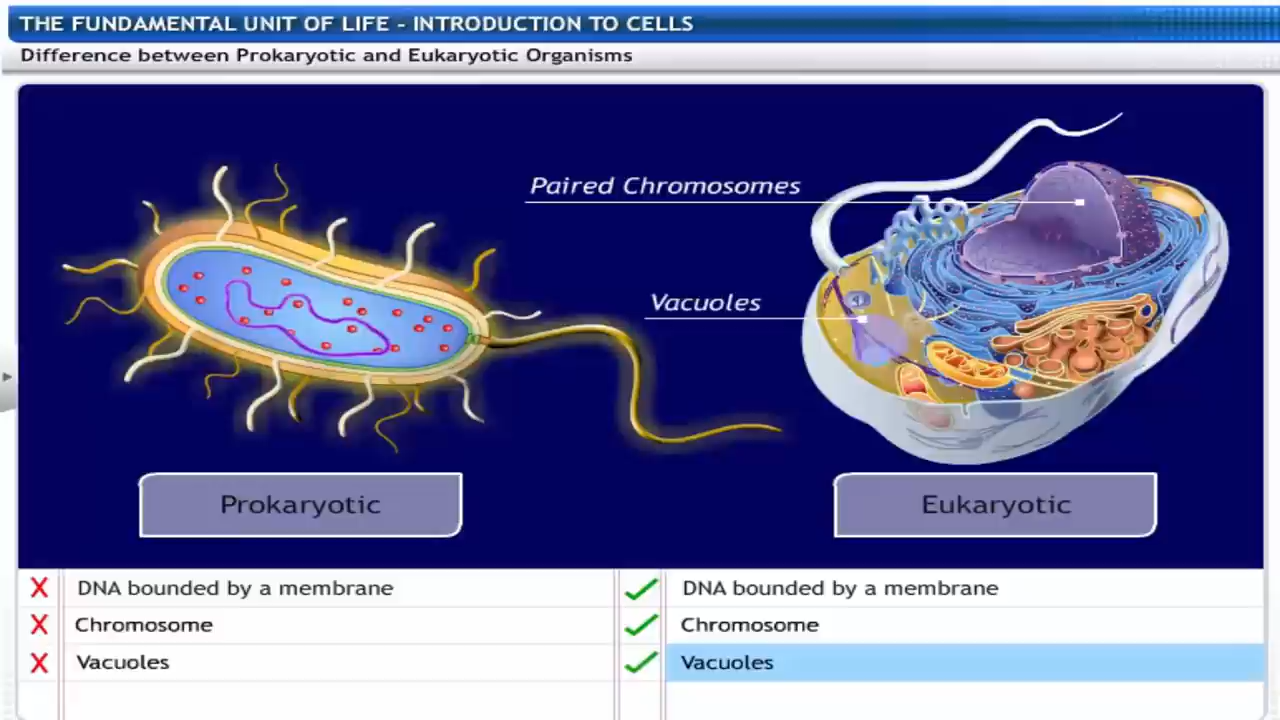 THE FUNDAMENTAL UNIT OF LIFE - INTRODUCTION TO CELLS
Difference between Prokaryotic and Eukaryotic Organisms
Paired Chromosomes
Vacuoles
Prokaryotic
Eukaryotic
X DNA bounded by a membrane
✓ DNA bounded by a membrane
X Chromosome
✓ Chromosome
X Vacuoles
✓ Vacuoles